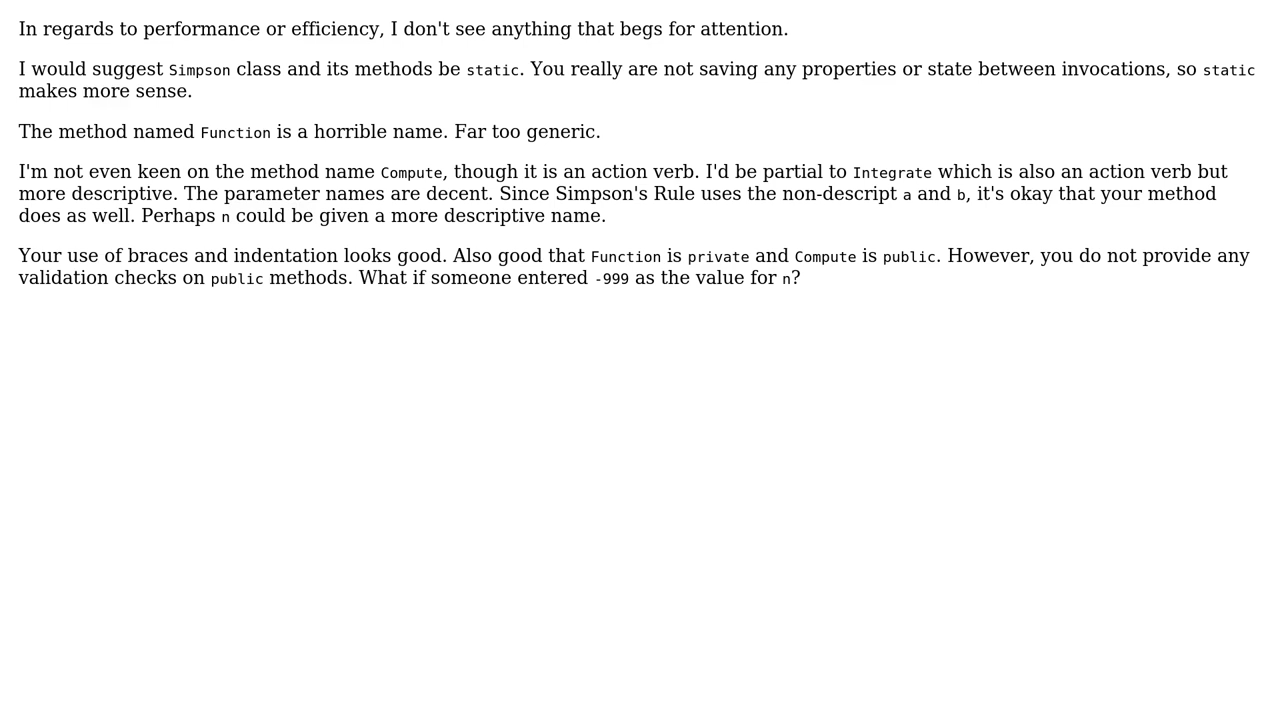 In regards to performance or efficiency, I don't see anything that begs for attention.
I would suggest Simpson class and its methods be static. You really are not saving any properties or state between invocations, so static
makes more sense.
The method named Function is a horrible name. Far too generic.
I'm not even keen on the method name Compute, though it is an action verb. I'd be partial to Integrate which is also an action verb but
more descriptive. The parameter names are decent. Since Simpson's Rule uses the non-descript a and b, it's okay that your method
does as well. Perhaps n could be given a more descriptive name.
Your use of braces and indentation looks good. Also good that Function is private and Compute is public. However, you do not provide any
validation checks on public methods. What if someone entered -999 as the value for n?